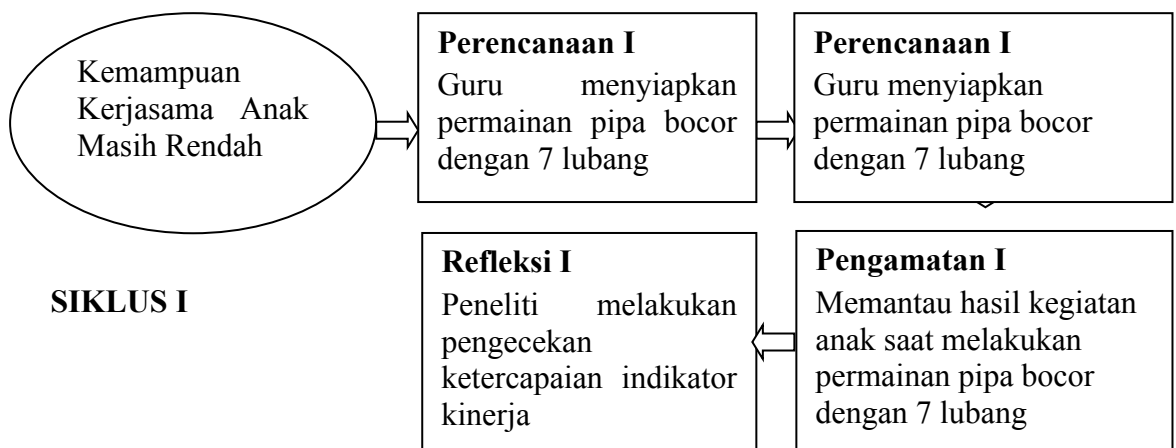 Kemampuan
Kerjasama Anak
Masih Rendah
Perencanaan I
Guru menyiapkan
permainan pipa bocor
dengan 7 lubang
Perencanaan I
Guru menyiapkan
permainan pipa bocor
dengan 7 lubang
SIKLUS I
Refleksi I
Peneliti melakukan
pengecekan
ketercapaian indikator
kinerja
Pengamatan I
Memantau hasil kegiatan
anak saat melakukan
permainan pipa bocor
dengan 7 lubang